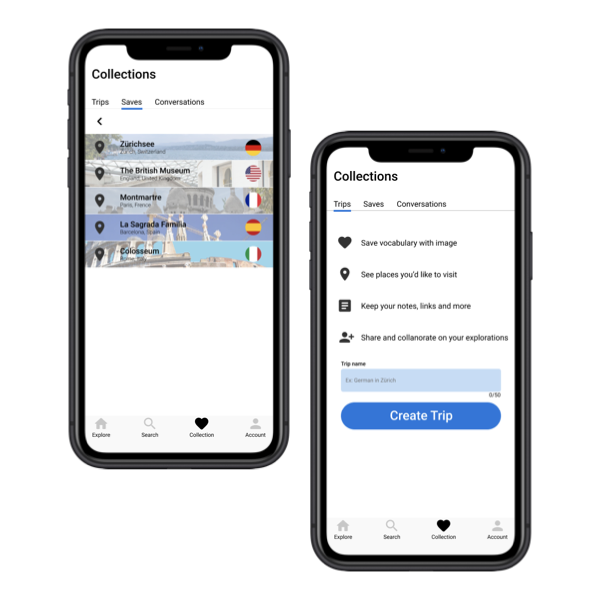 Collections
Trips Saves Conversations
Zürichsee
Zürich, Switzerland
The British Museum
England, United Kingdom
Montmartre
Paris, France
La Sagrada Familia
Barcelona, Spain
Colosseum
Rome, Italy
Explore Search Collection Account
Collections
Trips Saves Conversations
Save vocabulary with image
See places you'd like to visit
Keep your notes, links and more
Share and collanorate on your explorations
Trip name
Ex: German in Zürich
0/50
Create Trip
Explore Search Collection Account